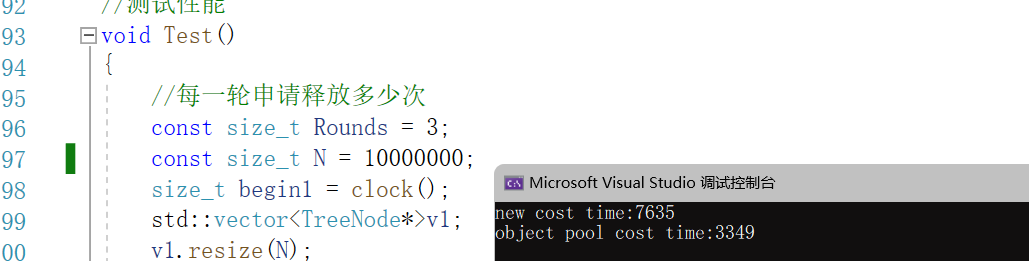 92
//测试性能
93 void Test()
94 {
95 //每一轮申请释放多少次
96 const size_t Rounds = 3;
97 const size_t N = 10000000;
98 size_t begin1 = clock();
99 std::vector<TreeNode*>v1;
00 v1.resize(N);
C:\ Microsoft Visual Studio 调试控制台
new cost time:7635
object pool cost time:3349